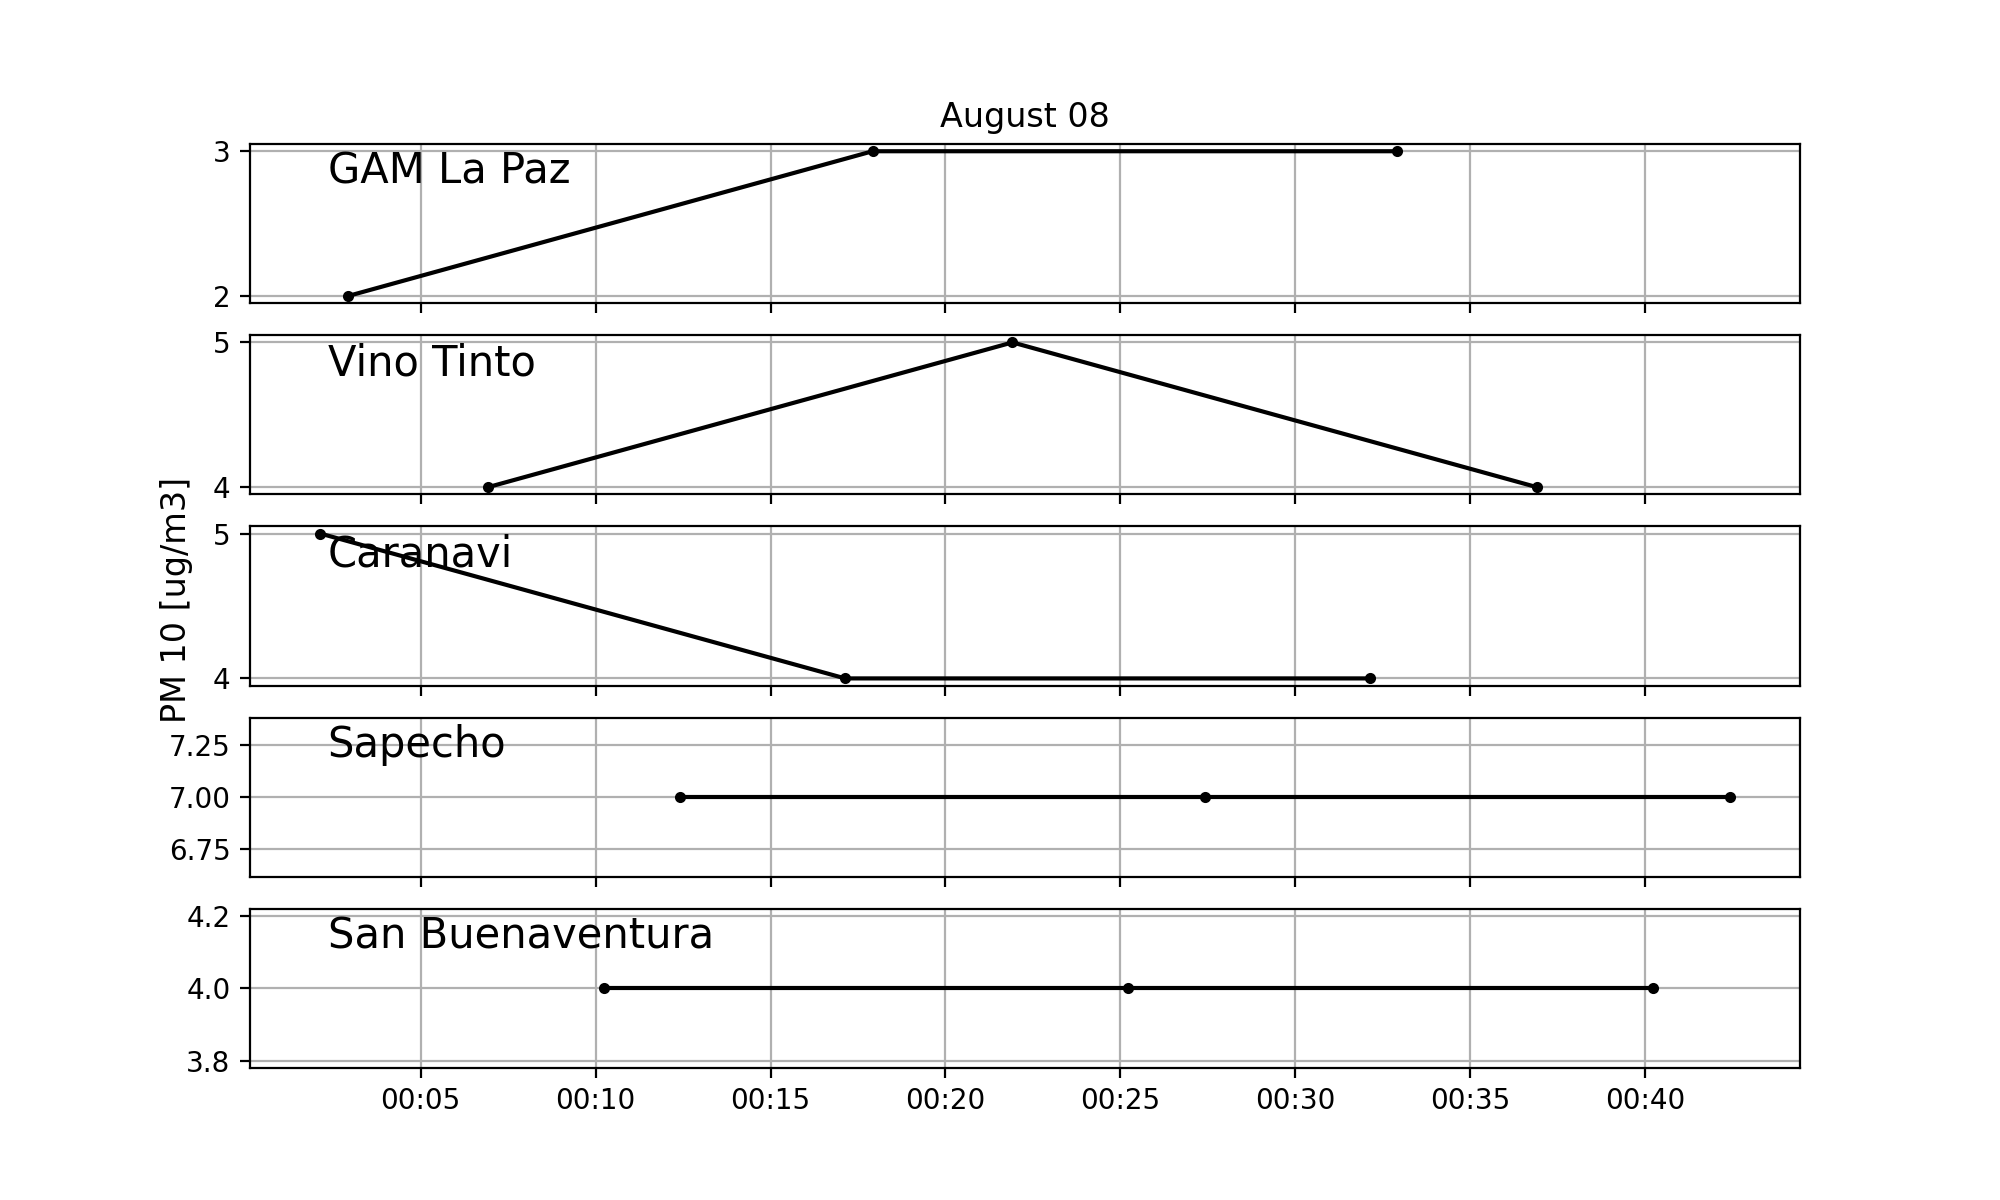 August 08
3
GAM La Paz
2
5
Vino Tinto
4
PM 10 [ug/m3]
5
Caranavi
4
7.25
Sapecho
7.00
6.75
4.2
San Buenaventura
4.0
3.8
00:05 00:10 00:15 00:20 00:25 00:30 00:35 00:40